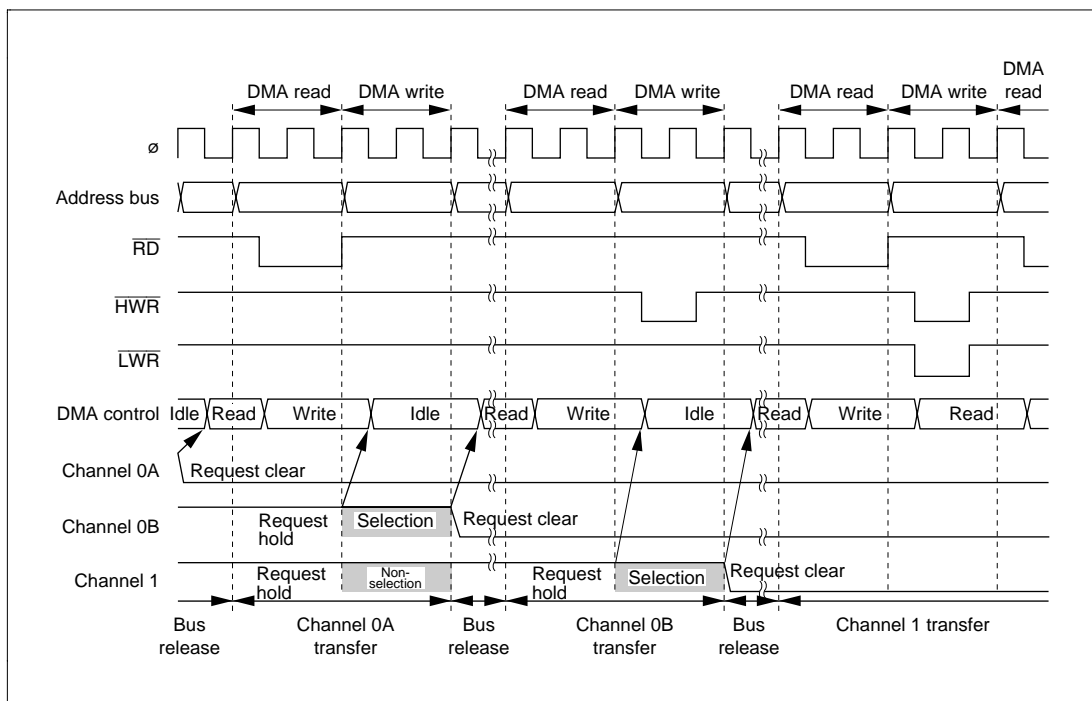 DMA
DMA read DMA write DMA read DMA write DMA read DMA write read
ø
Address bus
RD
HWR
LWR
DMA control Idle Read Write Idle Read Write Idle Read Write Read
Channel 0A Request clear
Channel 0B Request hold Selection Request clear
Channel 1 Request hold Non-selection Request hold Selection Request clear
Bus release Channel 0A transfer Bus release Channel 0B transfer Bus release Channel 1 transfer